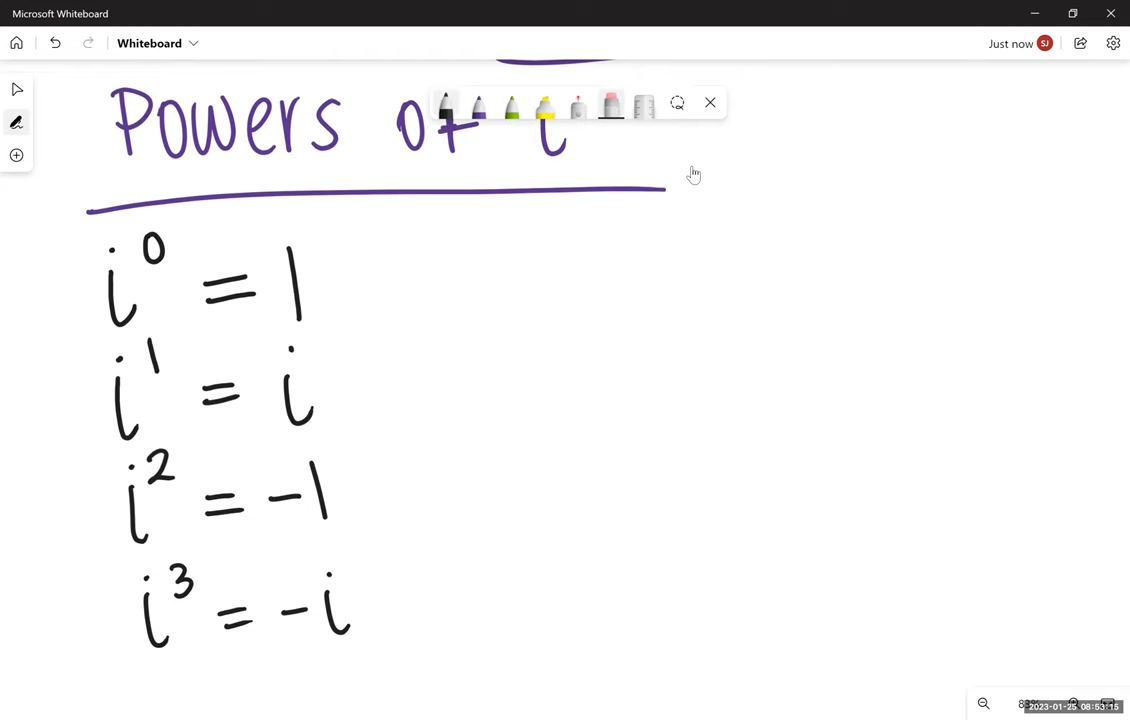 Microsoft Whiteboard
Whiteboard
Just now SJ
Powers of i
i⁰ = 1
i¹ = i
i² = -1
i³ = -i
2023-01-25 08:53:15